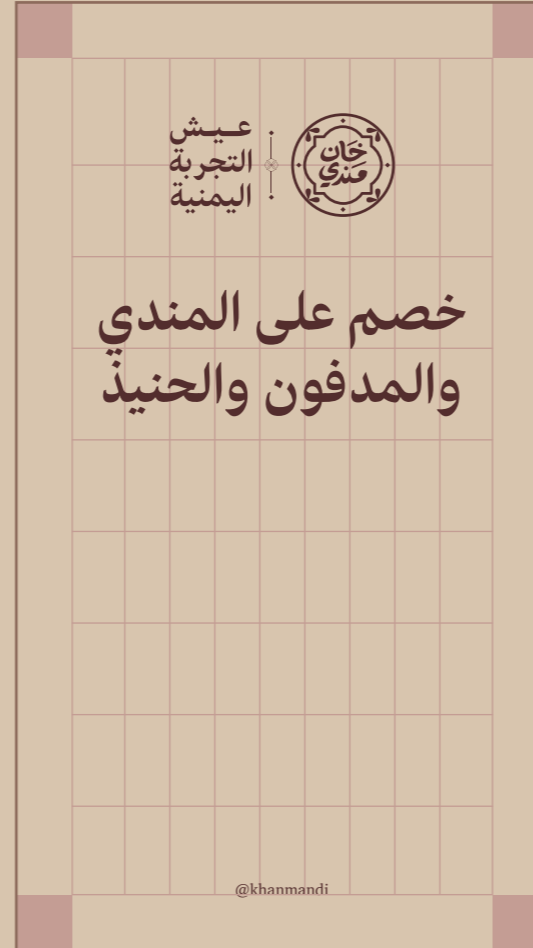 خان
مندي
عيش
التجربة
اليمنية
خصم على المندي
والمدفون والحنيذ
@khanmandi